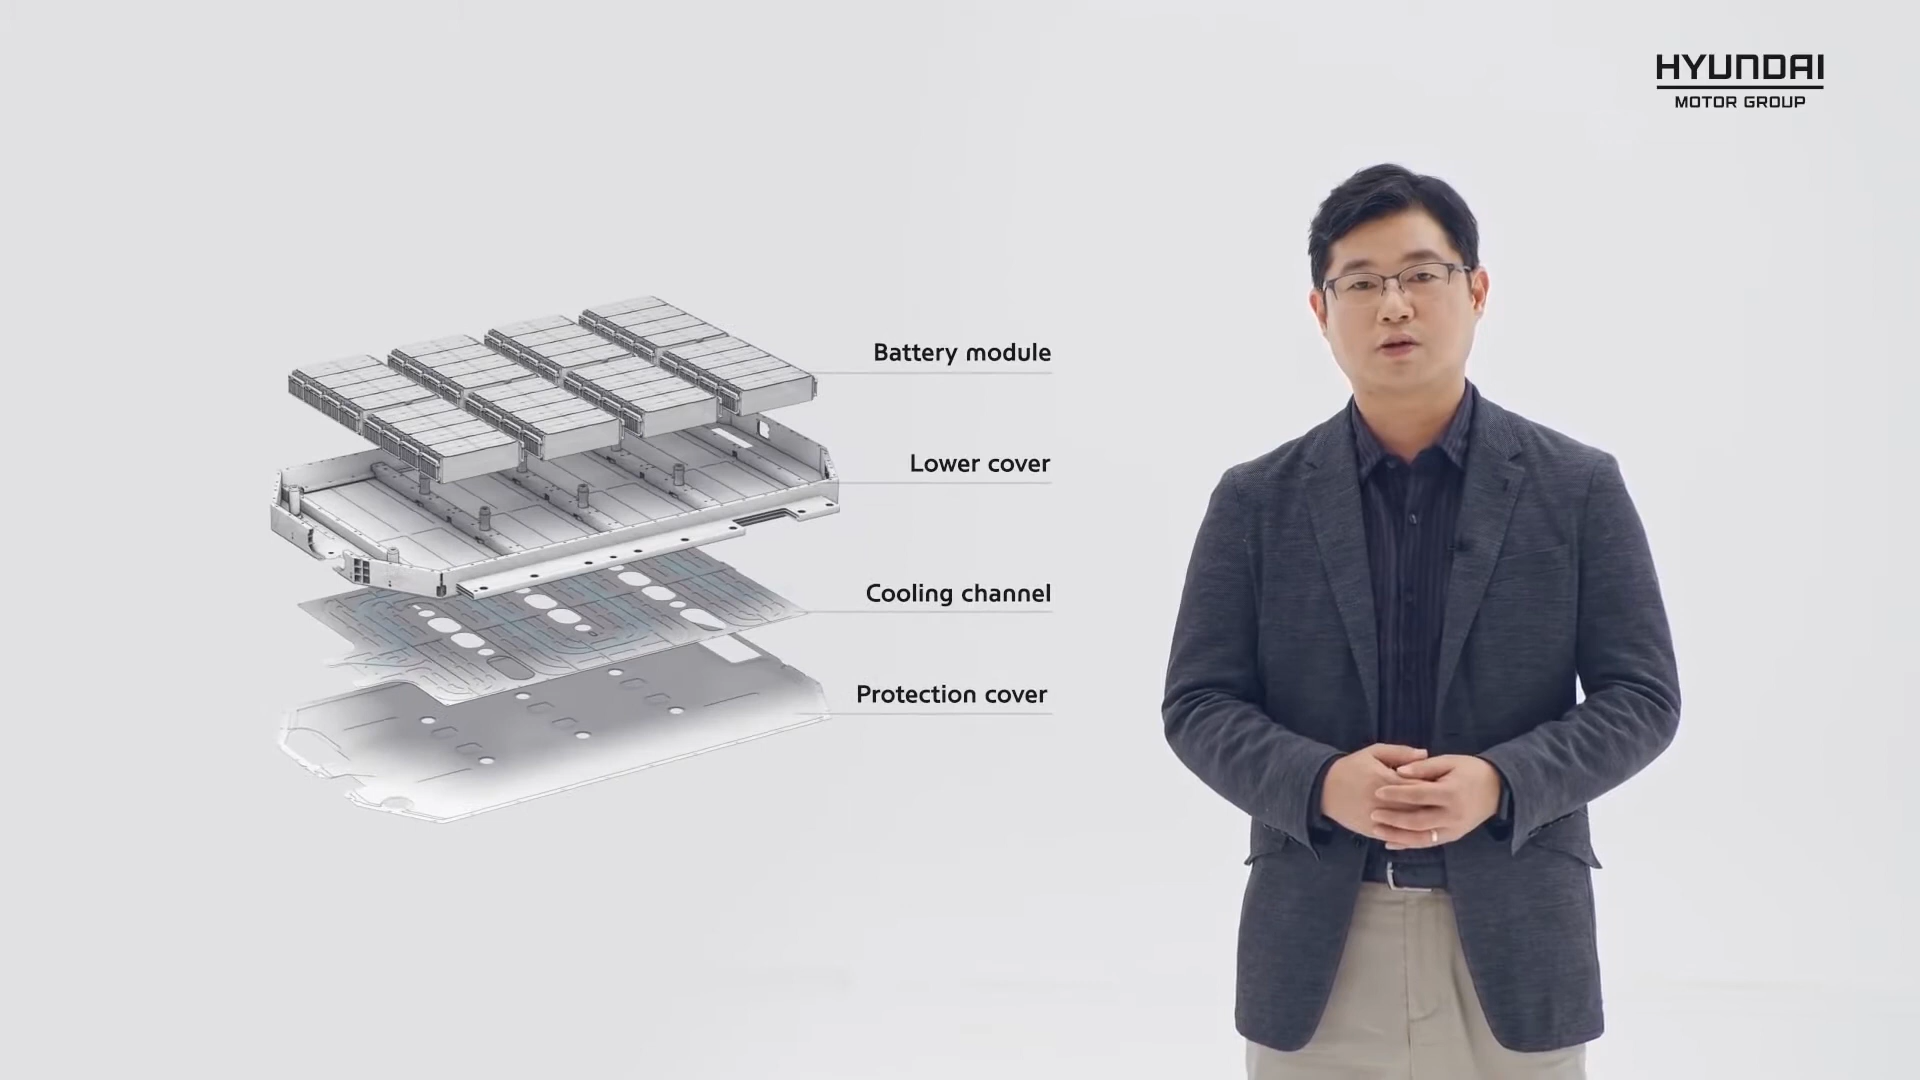 HYUNDAI
MOTOR GROUP
Battery module
Lower cover
Cooling channel
Protection cover